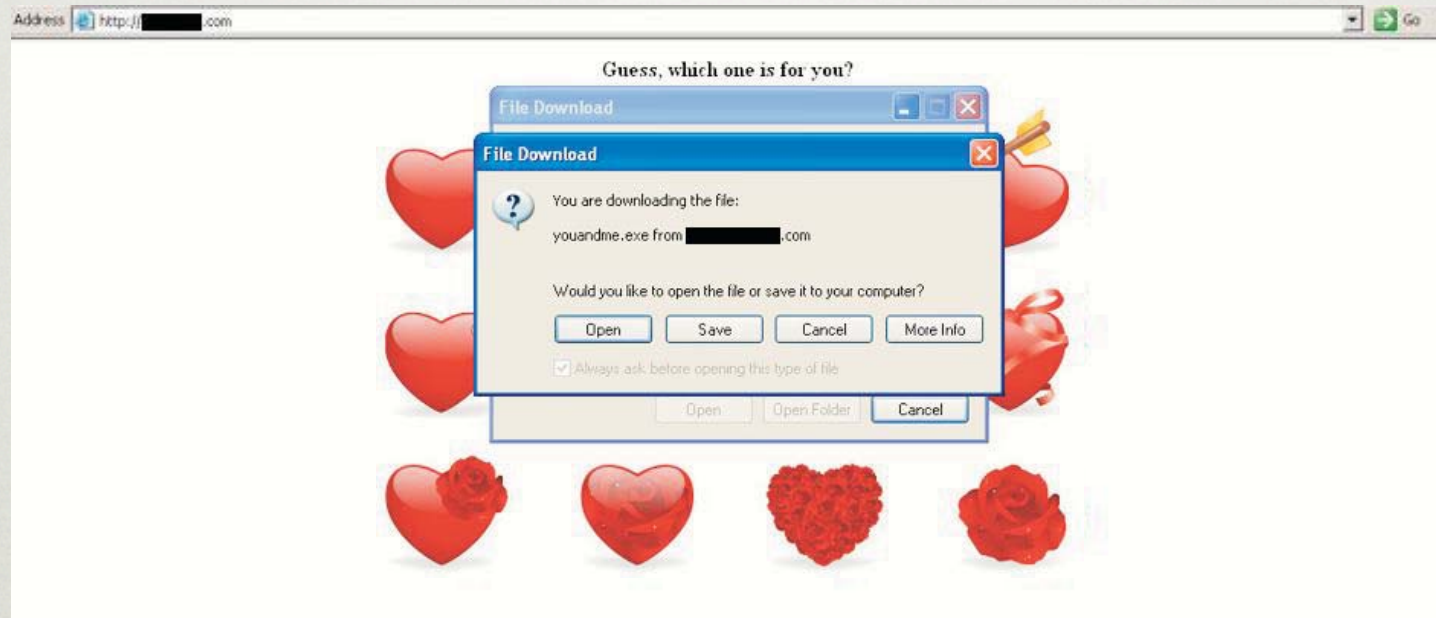 Address http:// .com Go
Guess, which one is for you?
File Download
File Download
You are downloading the file:
youandme.exe from .com
Would you like to open the file or save it to your computer?
Open Save Cancel More Info
Always ask before opening this type of file
Open Open Folder Cancel